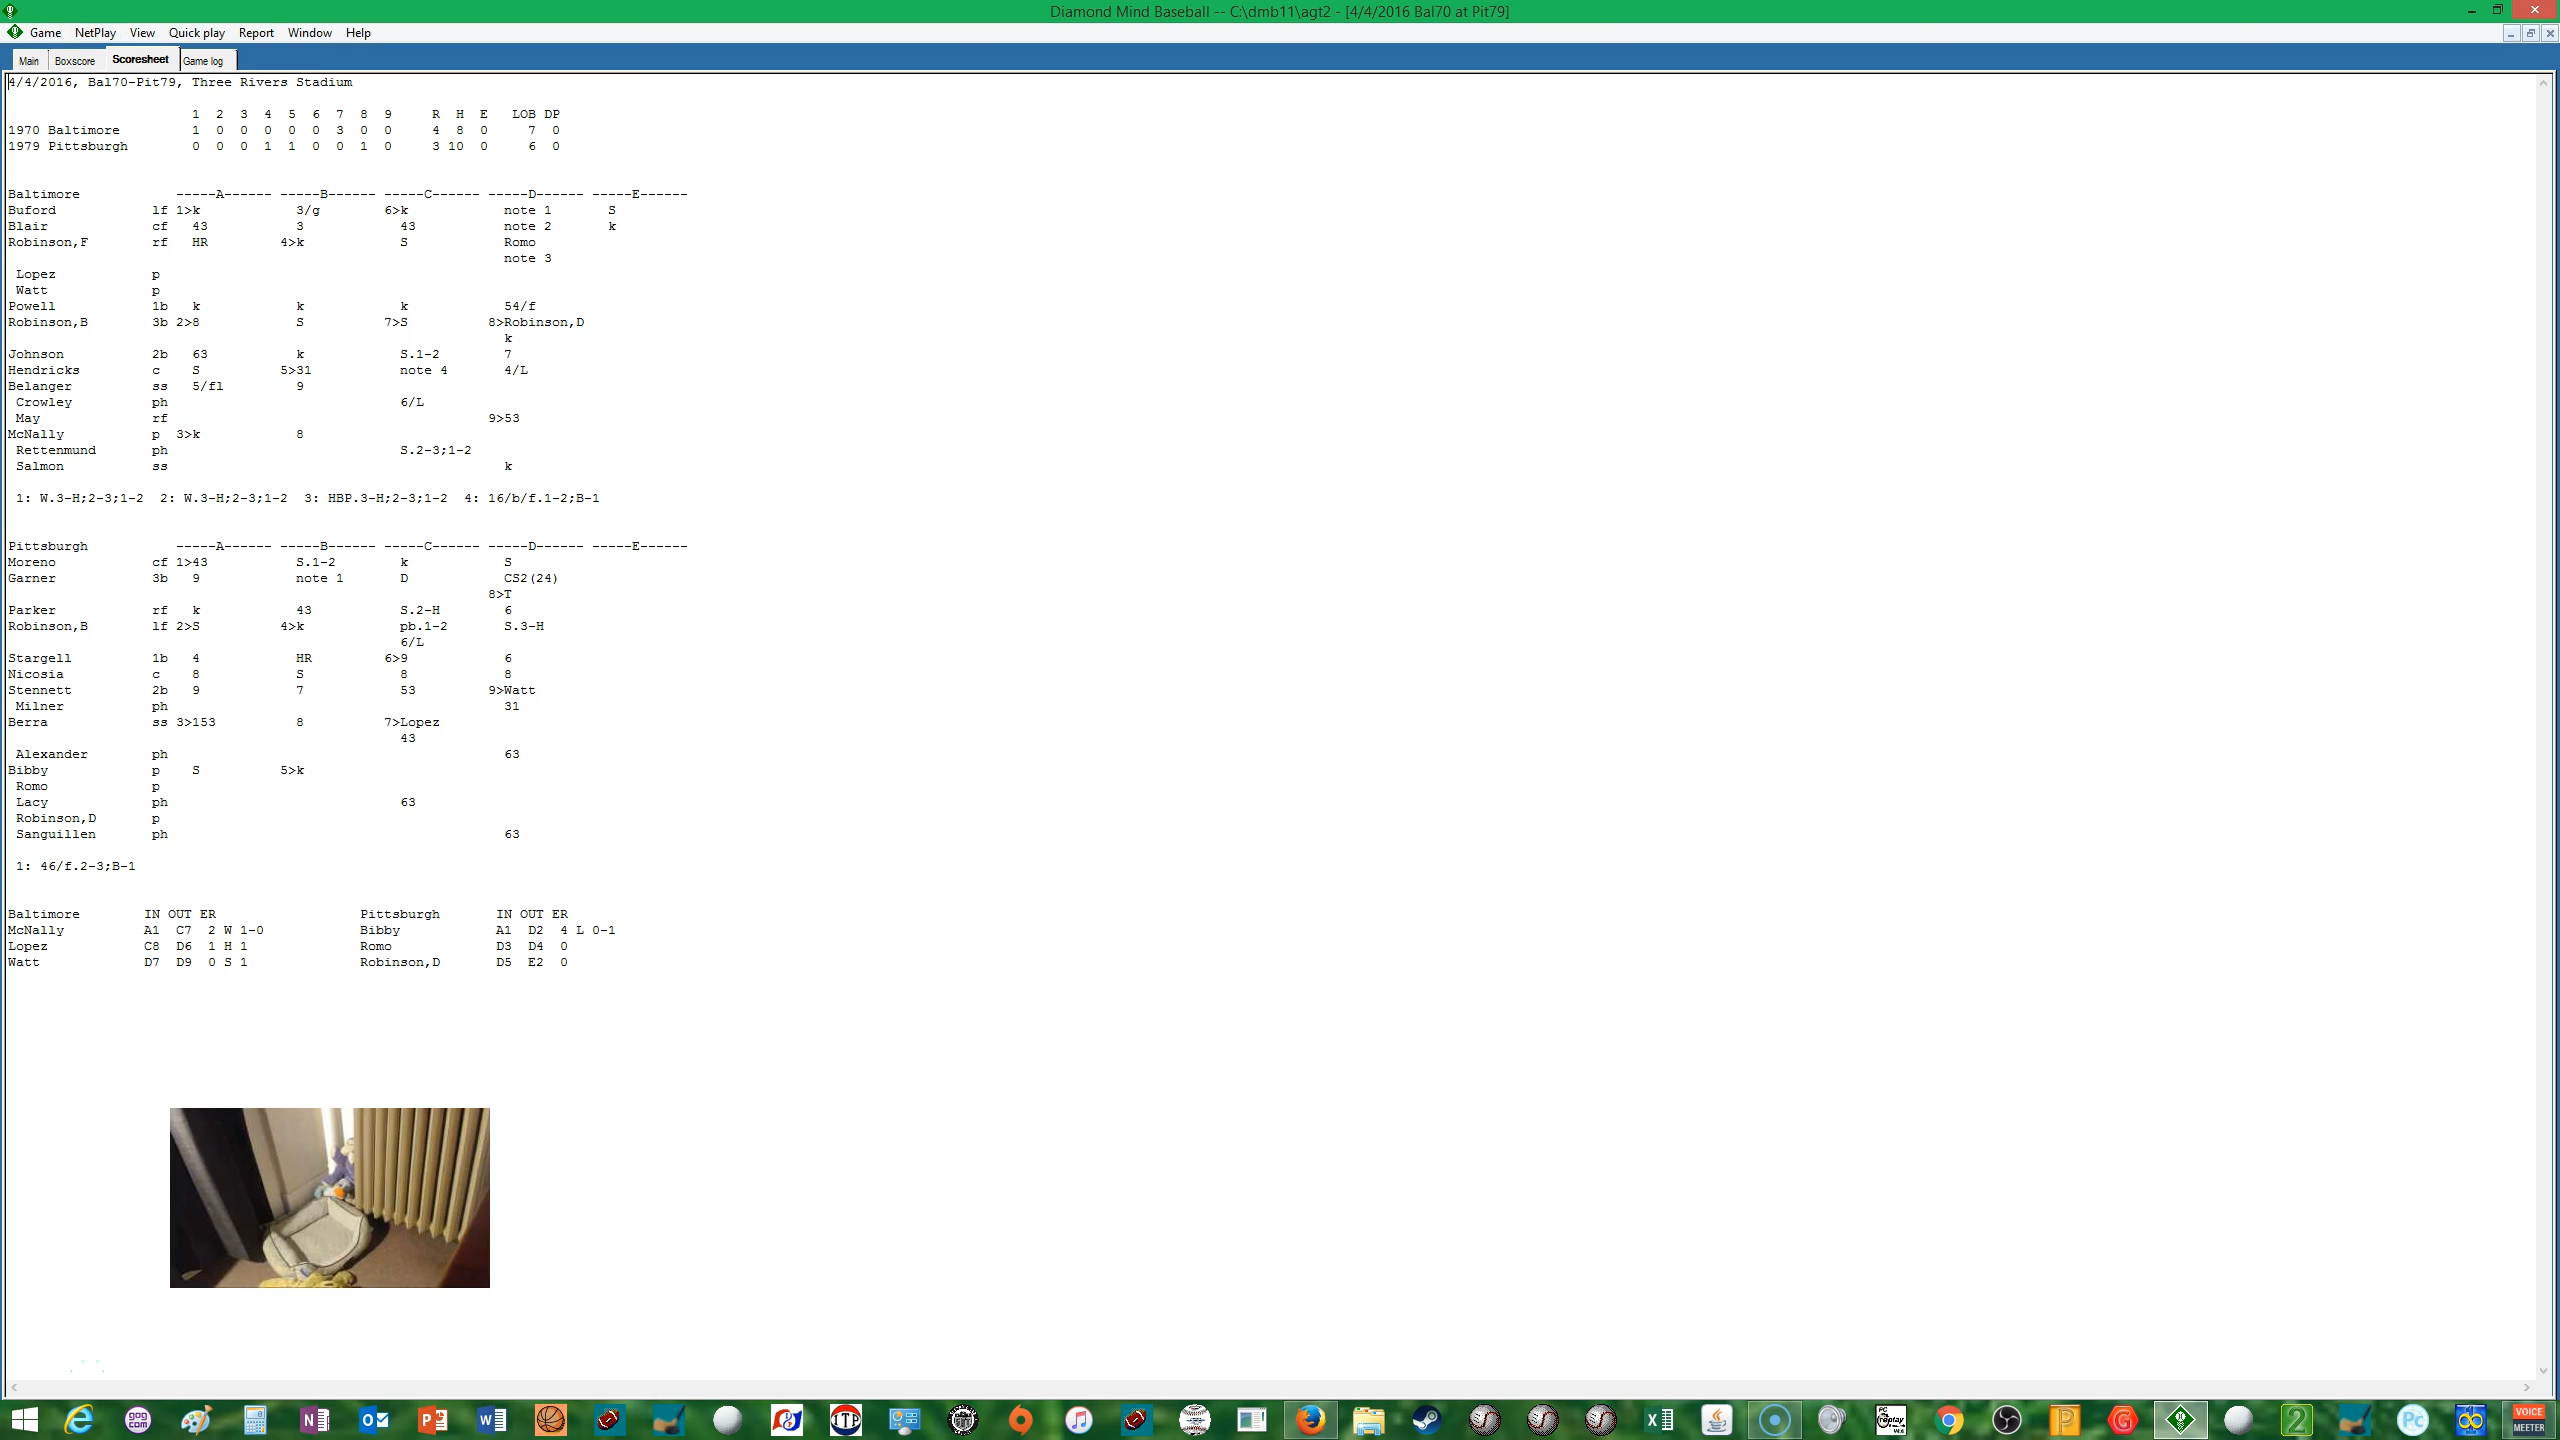 Diamond Mind Baseball -- C:\dmb11\agt2 - [4/4/2016 Bal70 at Pit79]
Game NetPlay View Quick play Report Window Help
Main Boxscore Scoresheet Game log
4/4/2016, Bal70-Pit79, Three Rivers Stadium
1 2 3 4 5 6 7 8 9 R H E LOB DP
1970 Baltimore 1 0 0 0 0 0 3 0 0 4 8 0 7 0
1979 Pittsburgh 0 0 0 1 1 0 0 1 0 3 10 0 6 0
Baltimore -----A------ -----B------ -----C------ -----D------ -----E------
Buford lf 1>k 3/g 6>k note 1 S
Blair cf 43 3 43 note 2 k
Robinson,F rf HR 4>k S Romo
note 3
Lopez p
Watt p
Powell 1b k k k 54/f
Robinson,B 3b 2>8 S 7>S 8>Robinson,D
k
Johnson 2b 63 k S.1-2 7
Hendricks c S 5>31 note 4 4/L
Belanger ss 5/fl 9
Crowley ph 6/L
May rf 9>53
McNally p 3>k 8
Rettenmund ph S.2-3;1-2
Salmon ss k
1: W.3-H;2-3;1-2 2: W.3-H;2-3;1-2 3: HBP.3-H;2-3;1-2 4: 16/b/f.1-2;B-1
Pittsburgh -----A------ -----B------ -----C------ -----D------ -----E------
Moreno cf 1>43 S.1-2 k S
Garner 3b 9 note 1 D CS2(24)
8>T
Parker rf k 43 S.2-H 6
Robinson,B lf 2>S 4>k pb.1-2 S.3-H
6/L
Stargell 1b 4 HR 6>9 6
Nicosia c 8 S 8 8
Stennett 2b 9 7 53 9>Watt
Milner ph 31
Berra ss 3>153 8 7>Lopez
43
Alexander ph 63
Bibby p S 5>k
Romo p
Lacy ph 63
Robinson,D p
Sanguillen ph 63
1: 46/f.2-3;B-1
Baltimore IN OUT ER Pittsburgh IN OUT ER
McNally A1 C7 2 W 1-0 Bibby A1 D2 4 L 0-1
Lopez C8 D6 1 H 1 Romo D3 D4 0
Watt D7 D9 0 S 1 Robinson,D D5 E2 0
gog com
ITP
VOICE MEETER